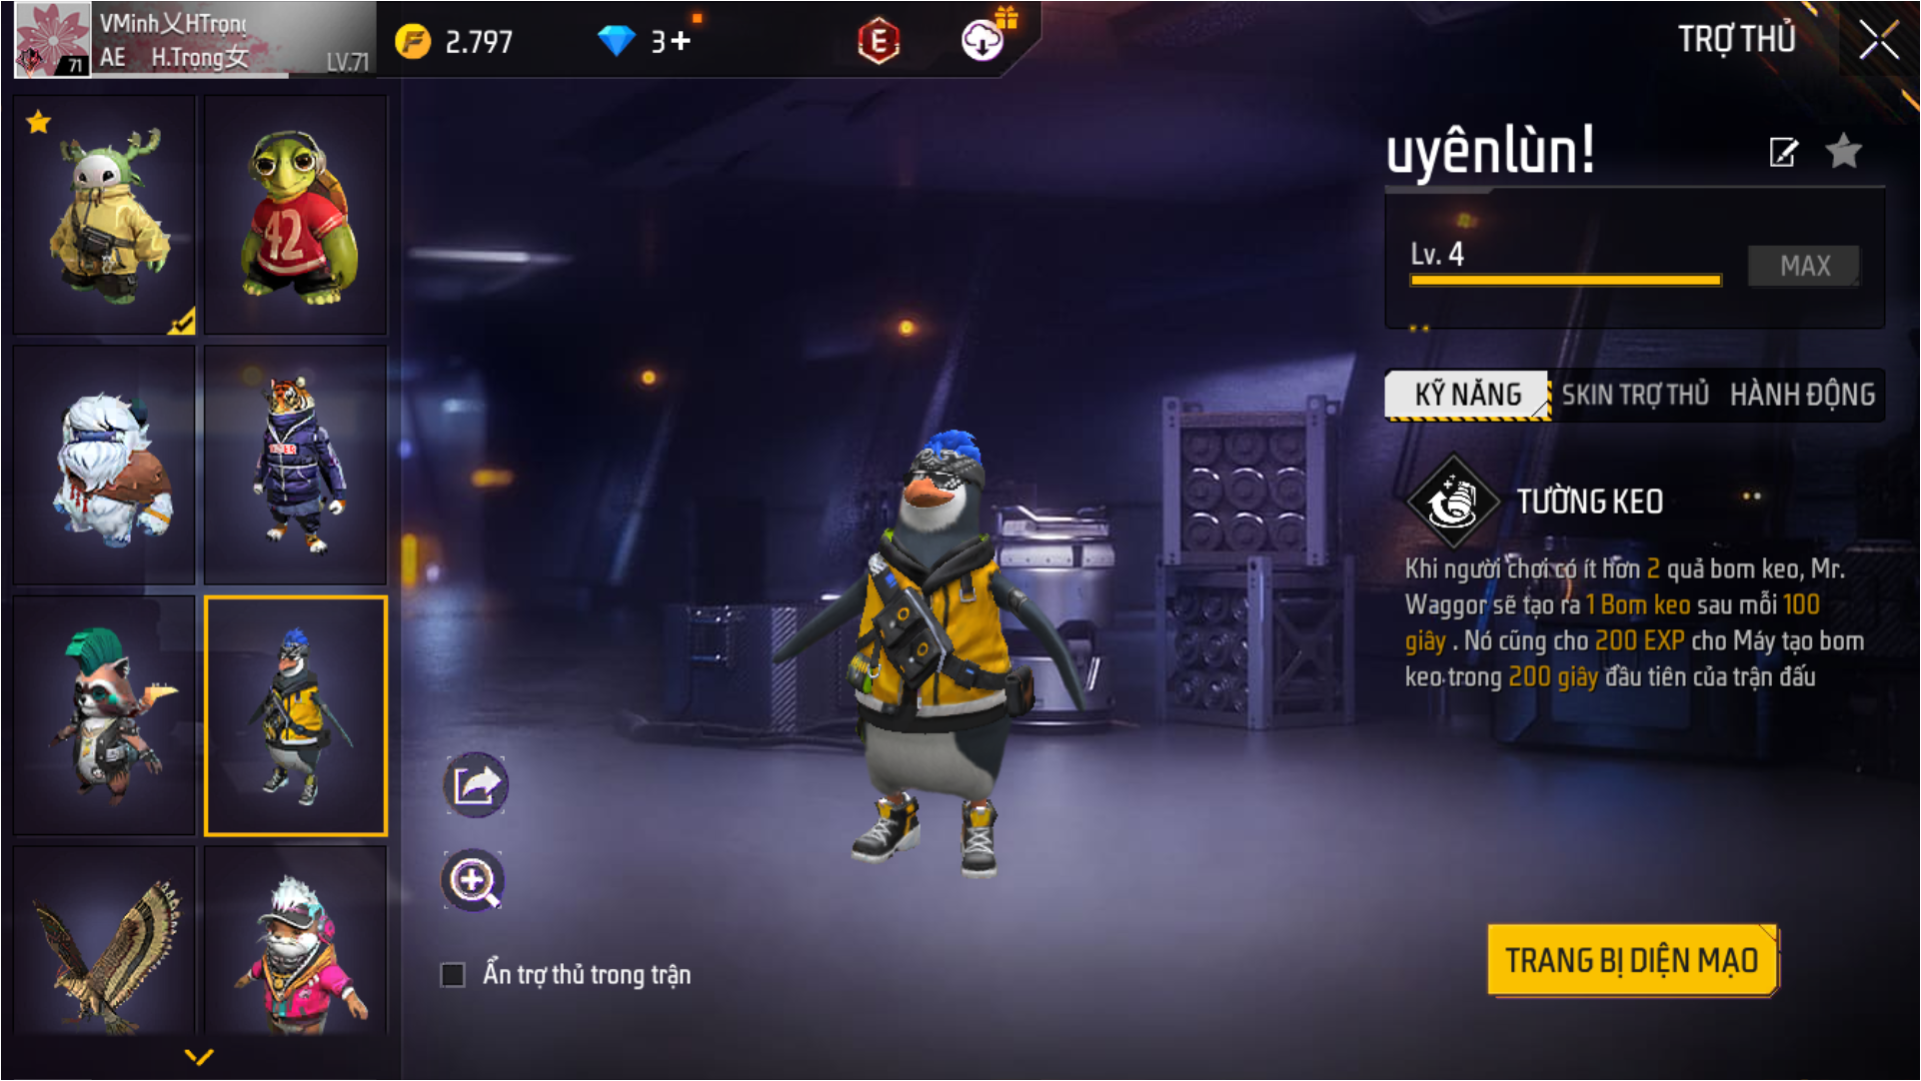 VMinh乂HTrọng
AE H.Trọng女
71
LV.71
2.797
3+
E
TRỢ THỦ
42
uyênlùn!
Lv. 4
MAX
KỸ NĂNG
SKIN TRỢ THỦ
HÀNH ĐỘNG
TƯỜNG KEO
Khi người chơi có ít hơn 2 quả bom keo, Mr.
Waggor sẽ tạo ra 1 Bom keo sau mỗi 100
giây . Nó cũng cho 200 EXP cho Máy tạo bom
keo trong 200 giây đầu tiên của trận đấu
Ẩn trợ thủ trong trận
TRANG BỊ DIỆN MẠO